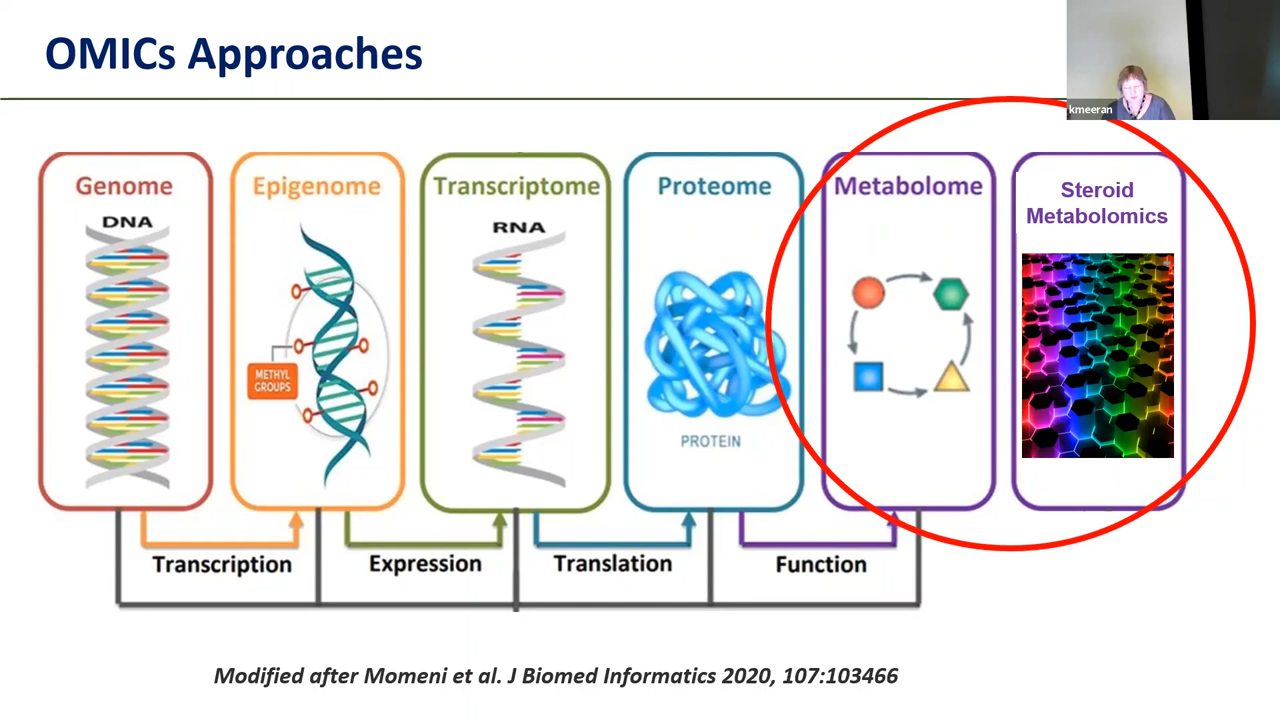 OMICs Approaches
kmeeran
Genome
DNA
Epigenome
METHYL
GROUPS
Transcriptome
RNA
Proteome
PROTEIN
Metabolome
Steroid
Metabolomics
Transcription
Expression
Translation
Function
Modified after Momeni et al. J Biomed Informatics 2020, 107:103466